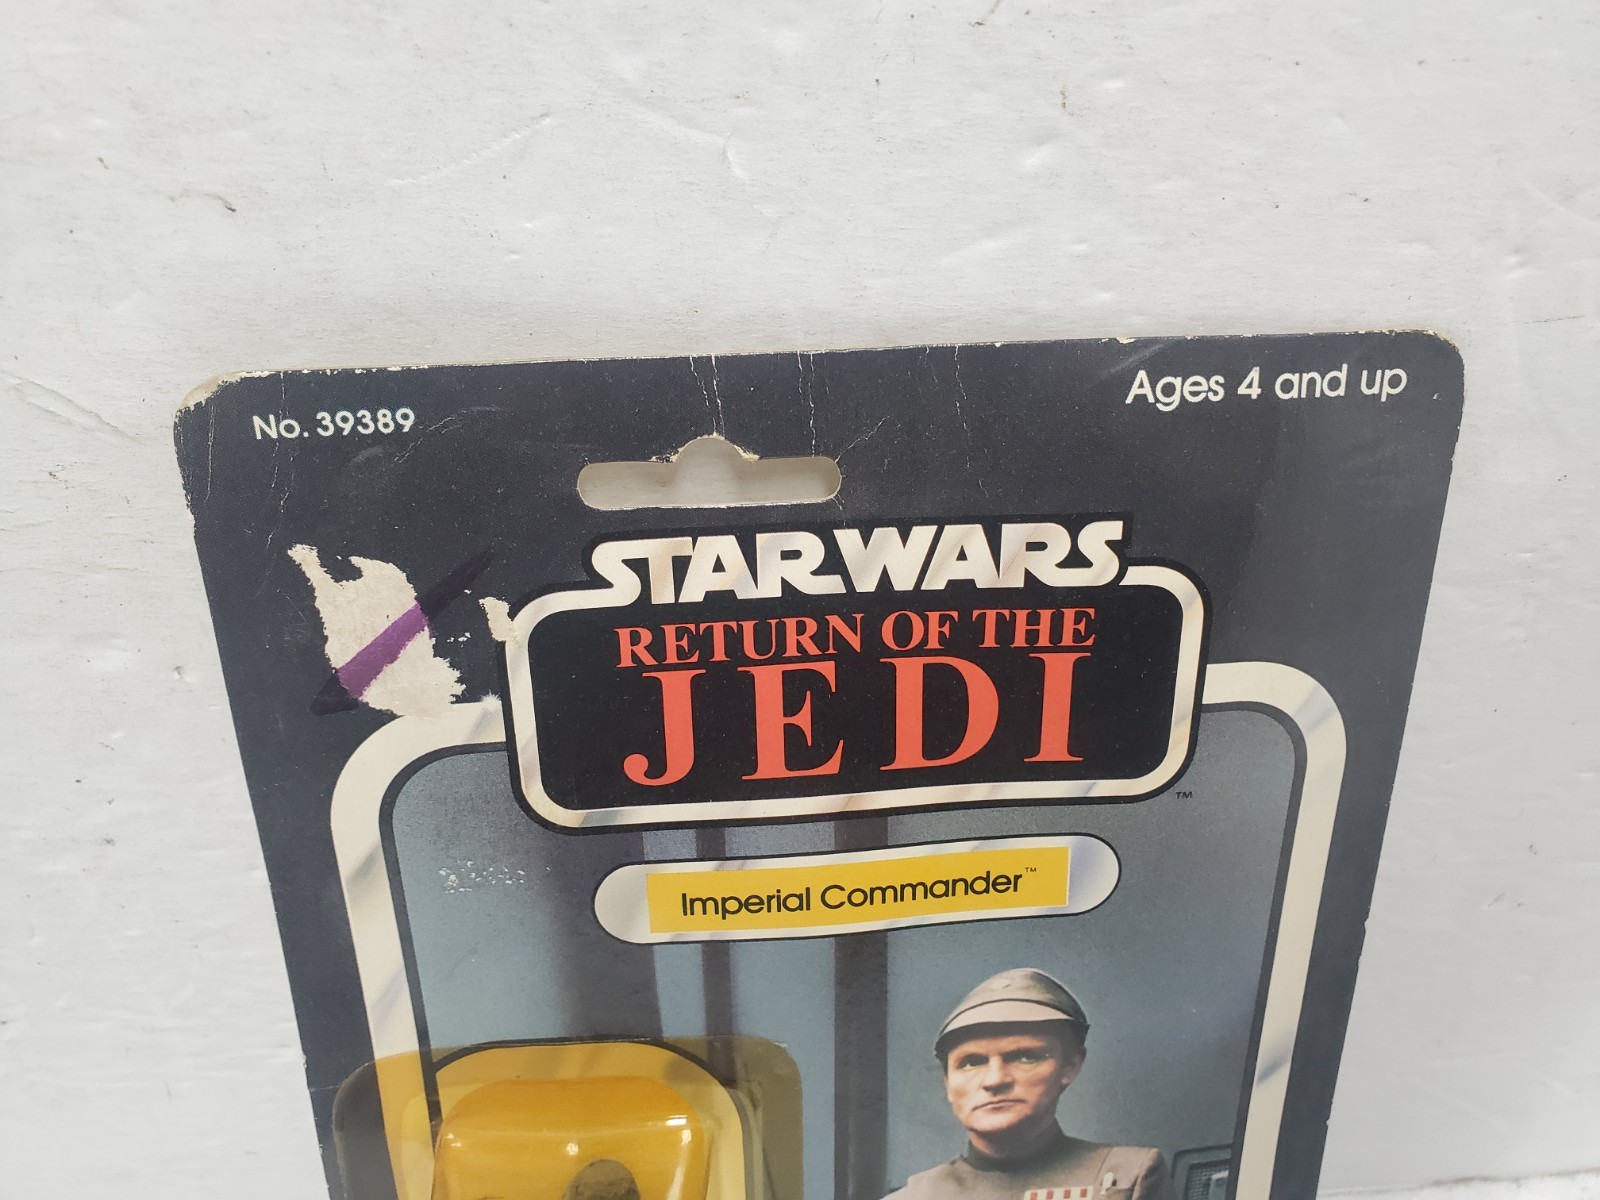 No. 39389
Ages 4 and up
STAR WARS
RETURN OF THE
JEDI
TM
Imperial Commander™